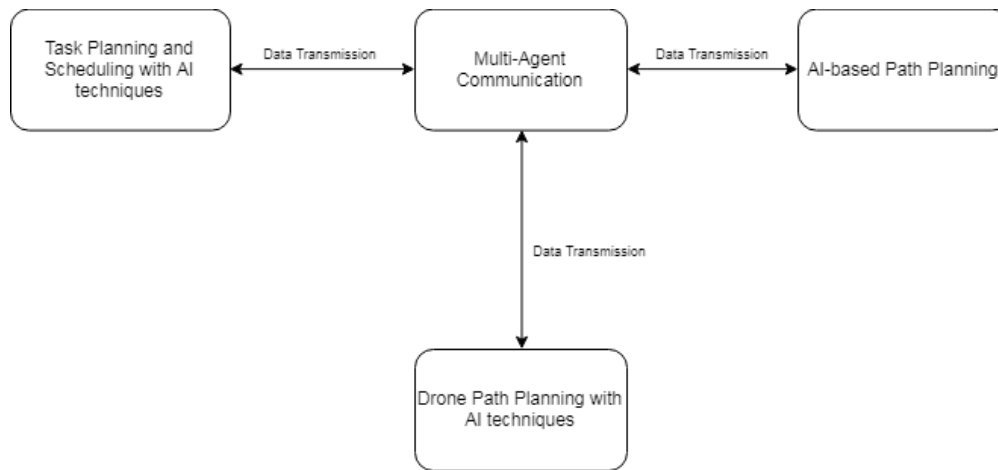 Task Planning and
Scheduling with AI
techniques
Data Transmission
Multi-Agent
Communication
Data Transmission
AI-based Path Planning
Data Transmission
Drone Path Planning with
AI techniques